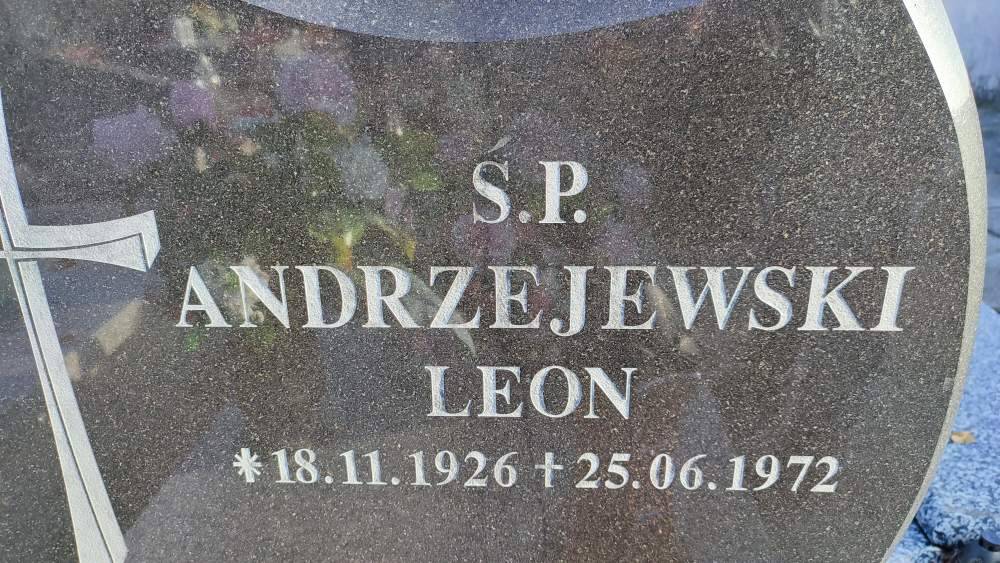 Ś.P.
ANDRZEJEWSKI
LEON
*18.11.1926 †25.06.1972